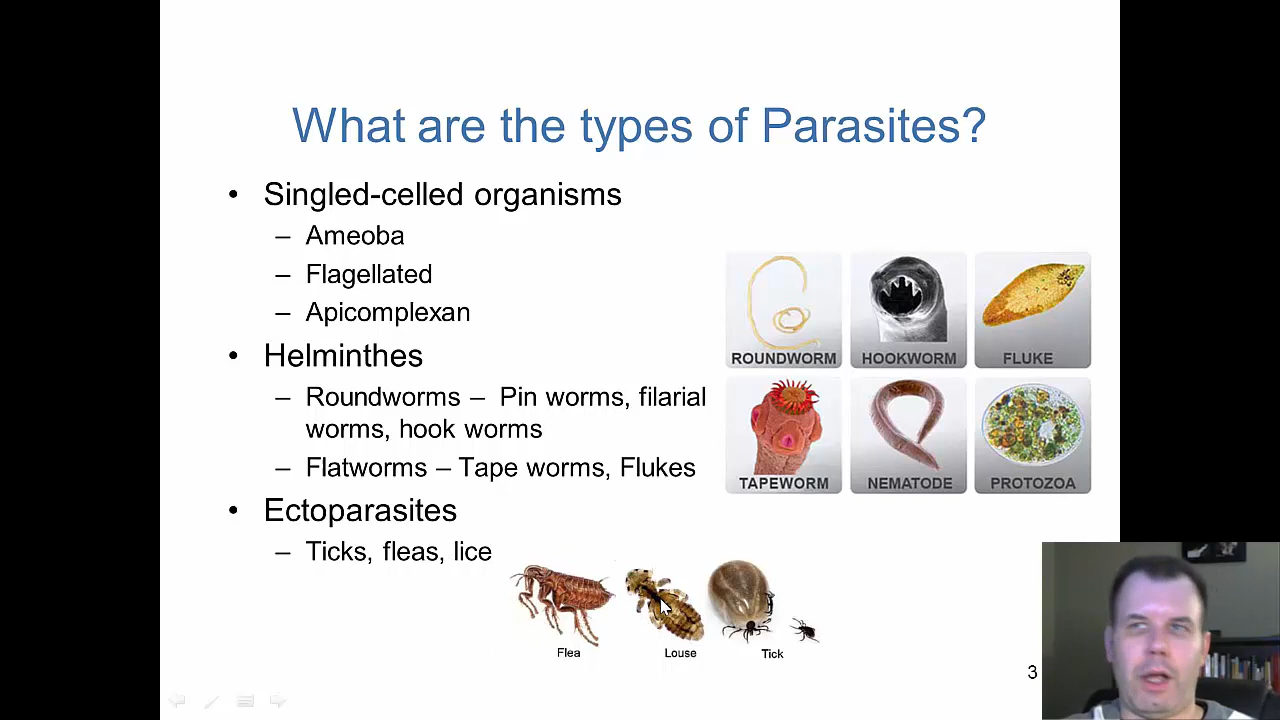 What are the types of Parasites?
• Singled-celled organisms
– Ameoba
– Flagellated
– Apicomplexan
• Helminthes
– Roundworms – Pin worms, filarial
worms, hook worms
– Flatworms – Tape worms, Flukes
• Ectoparasites
– Ticks, fleas, lice
ROUNDWORM
HOOKWORM
FLUKE
TAPEWORM
NEMATODE
PROTOZOA
Flea
Louse
Tick
3